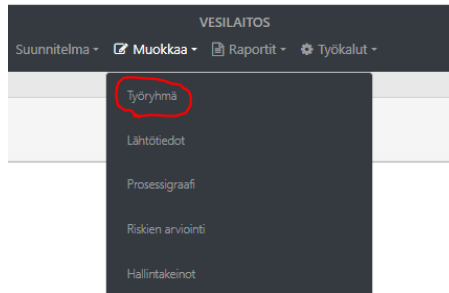 VESILAITOS
Suunnitelma Muokkaa Raportit Työkalut
Työryhmä
Lähtötiedot
Prosessigraafi
Riskien arviointi
Hallintakeinot